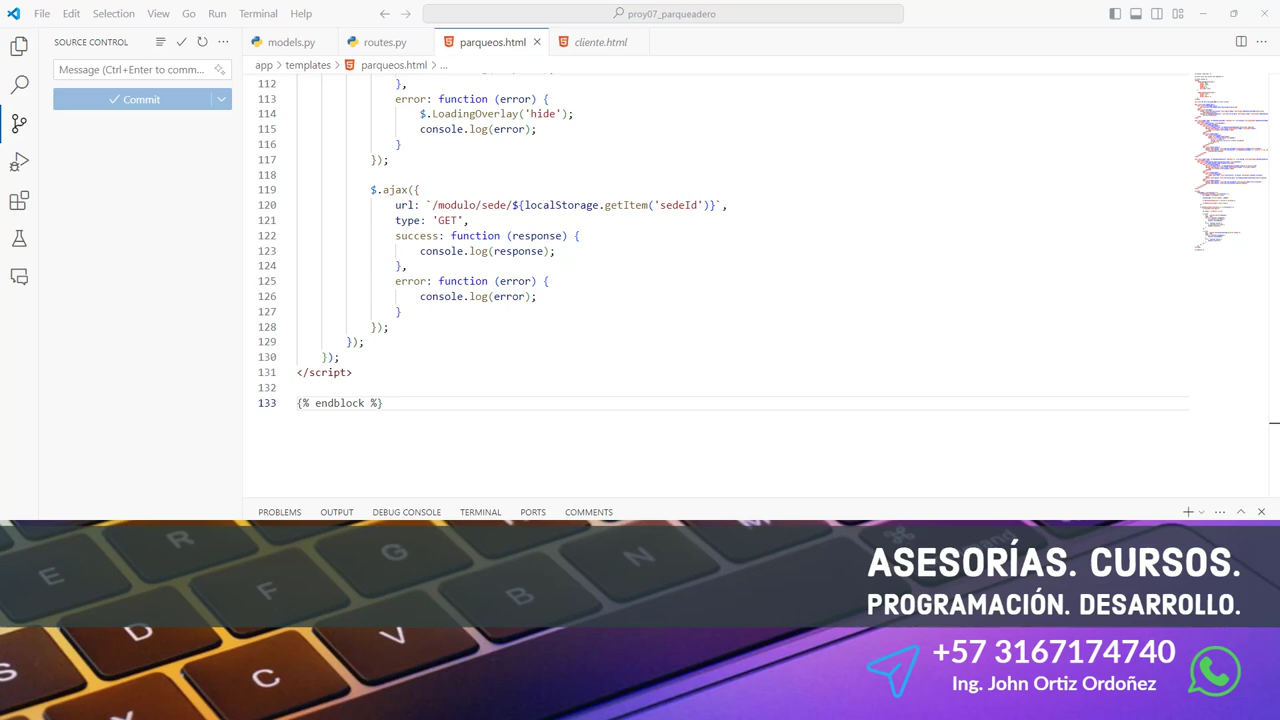 File Edit Selection View Go Run Terminal Help
proy07_parqueadero
SOURCE CONTROL
Message (Ctrl+Enter to comm...
Commit
models.py routes.py parqueos.html cliente.html
app > templates > parqueos.html > ...
112 },
113 error: function (error) {
114 $.LoadingOverlay('hide');
115 console.log(error)
116 }
117 });
118
119 $.ajax({
120 url: `/modulo/sede/${localStorage.getItem('sedeId')}`,
121 type: 'GET',
122 success: function(response) {
123 console.log(response);
124 },
125 error: function (error) {
126 console.log(error);
127 }
128 });
129 });
130 });
131 </script>
132
133 {% endblock %}
PROBLEMS OUTPUT DEBUG CONSOLE TERMINAL PORTS COMMENTS
ASESORÍAS. CURSOS.
PROGRAMACIÓN. DESARROLLO.
+57 3167174740
Ing. John Ortiz Ordoñez